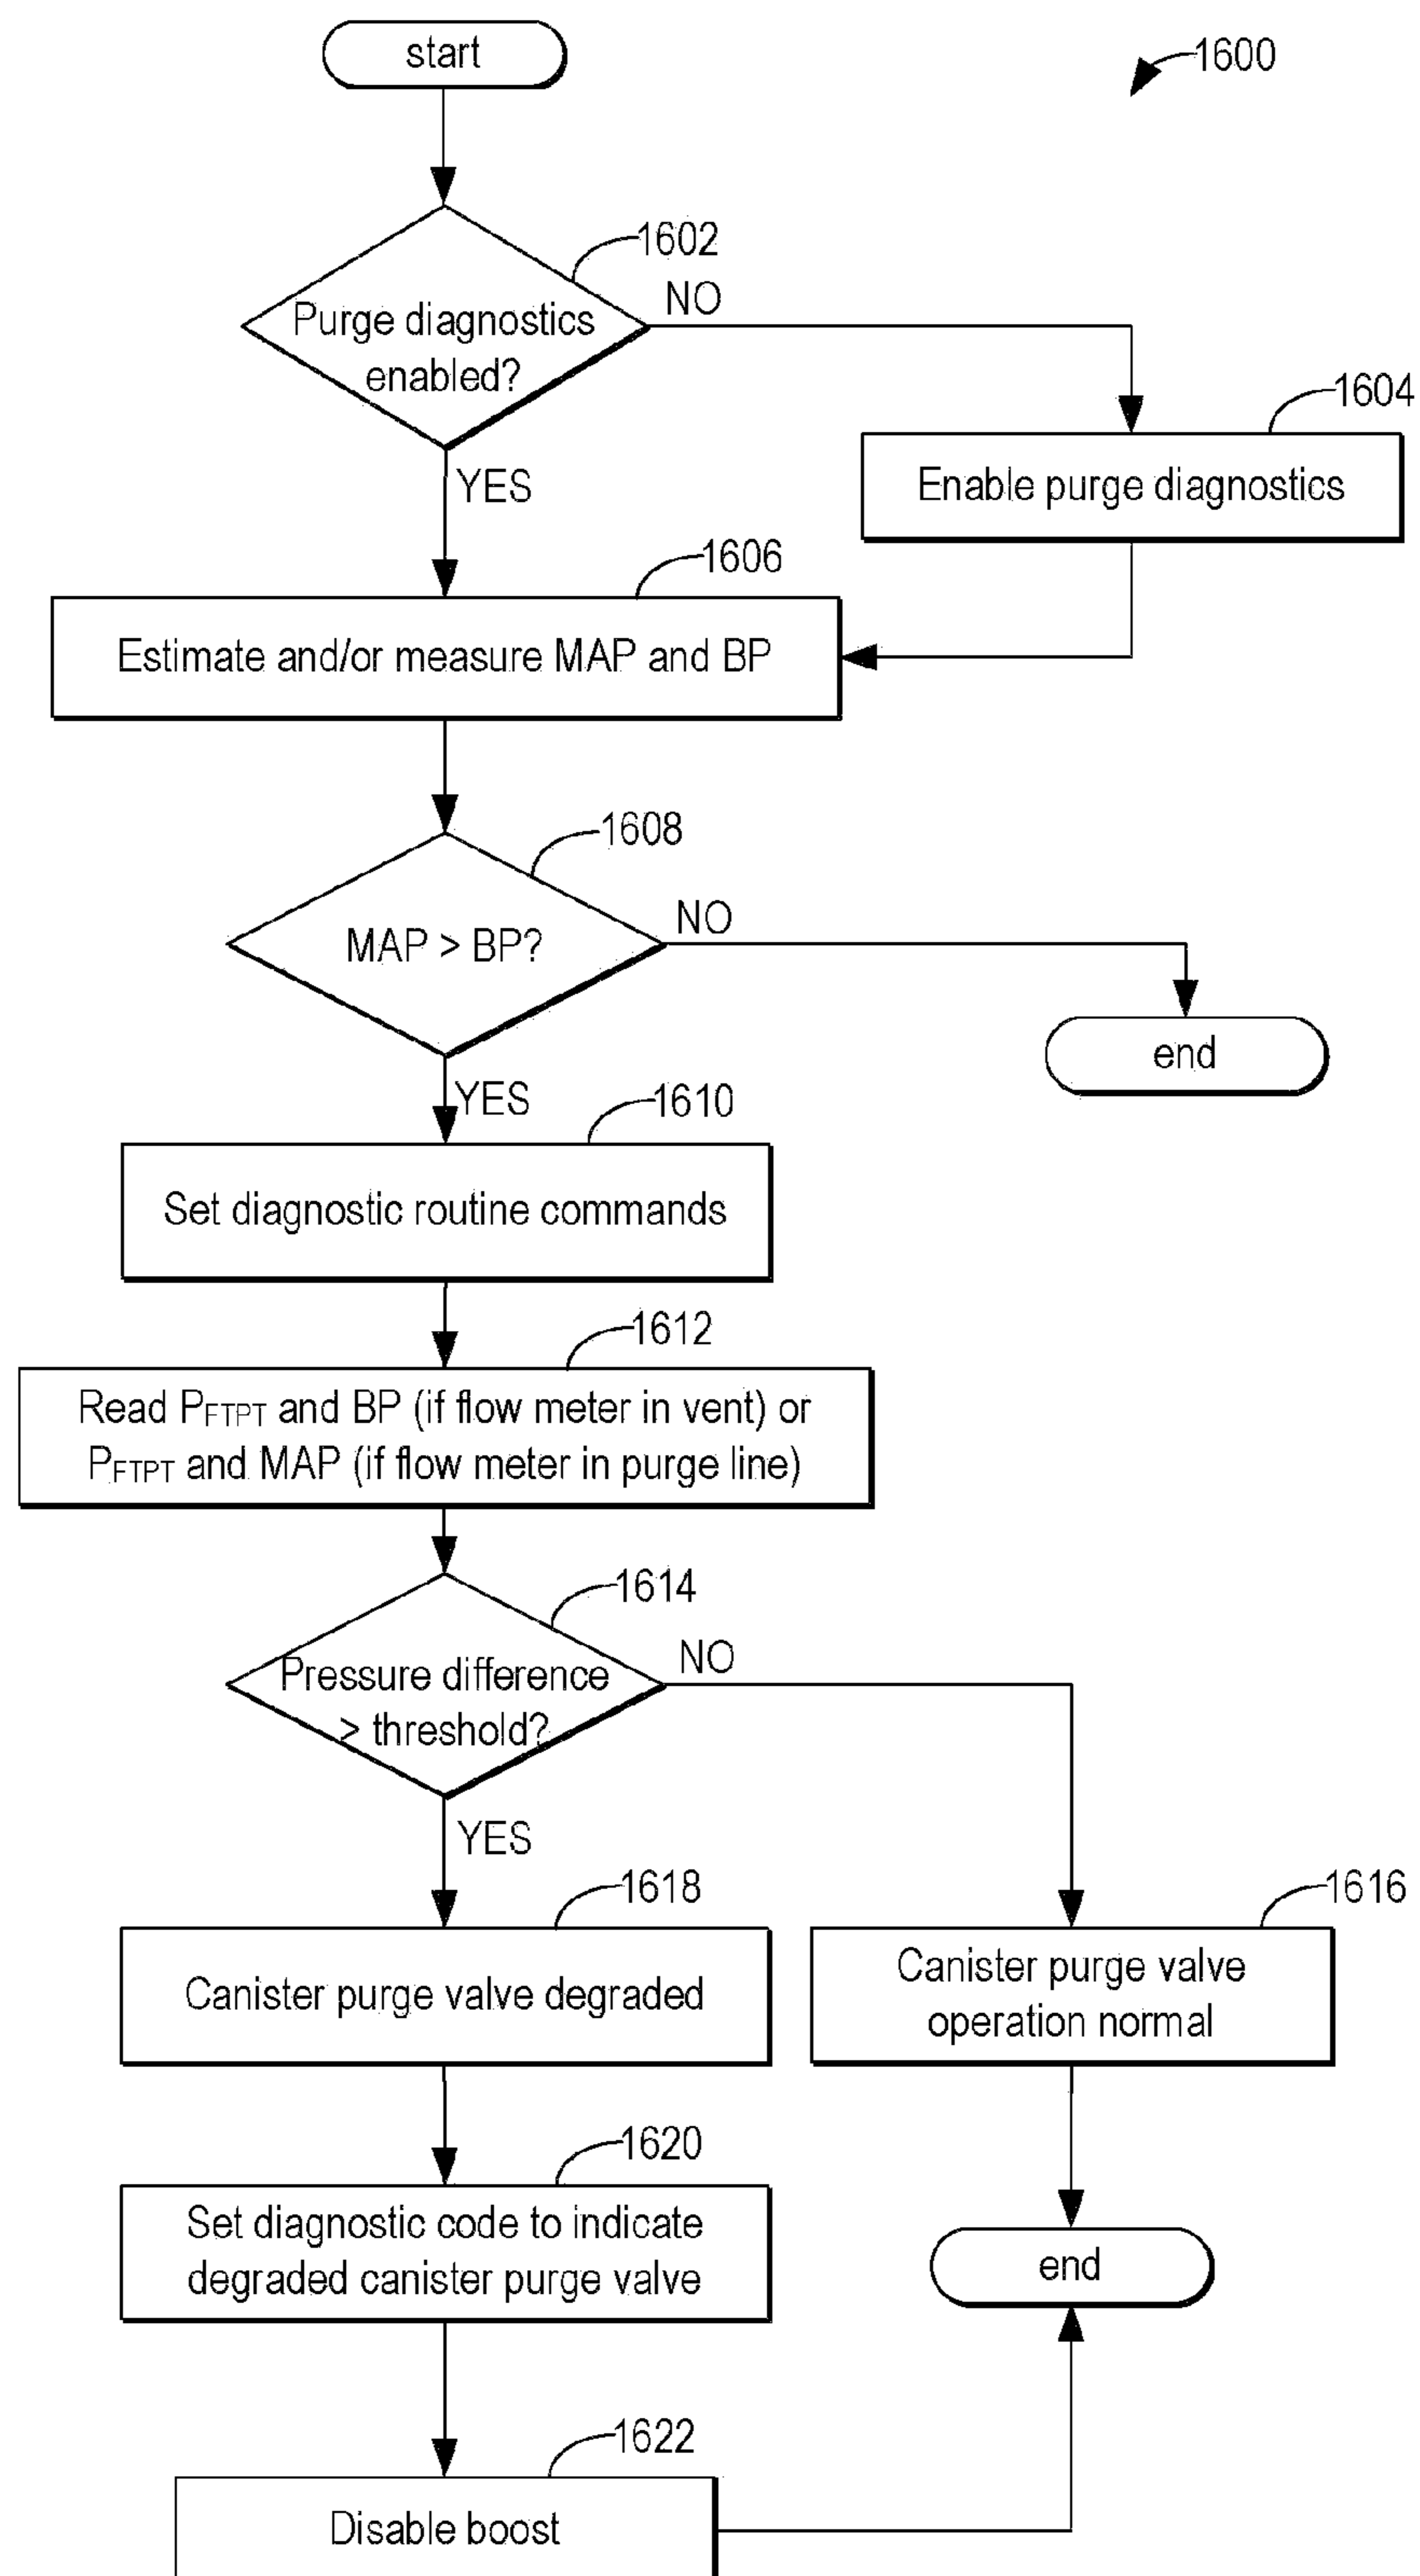 start
1600
1602
Purge diagnostics
enabled?
NO
YES
1604
Enable purge diagnostics
1606
Estimate and/or measure MAP and BP
1608
MAP > BP?
NO
end
YES
1610
Set diagnostic routine commands
1612
Read PFTPT and BP (if flow meter in vent) or
PFTPT and MAP (if flow meter in purge line)
1614
Pressure difference
> threshold?
NO
YES
1618
Canister purge valve degraded
1616
Canister purge valve
operation normal
1620
Set diagnostic code to indicate
degraded canister purge valve
end
1622
Disable boost